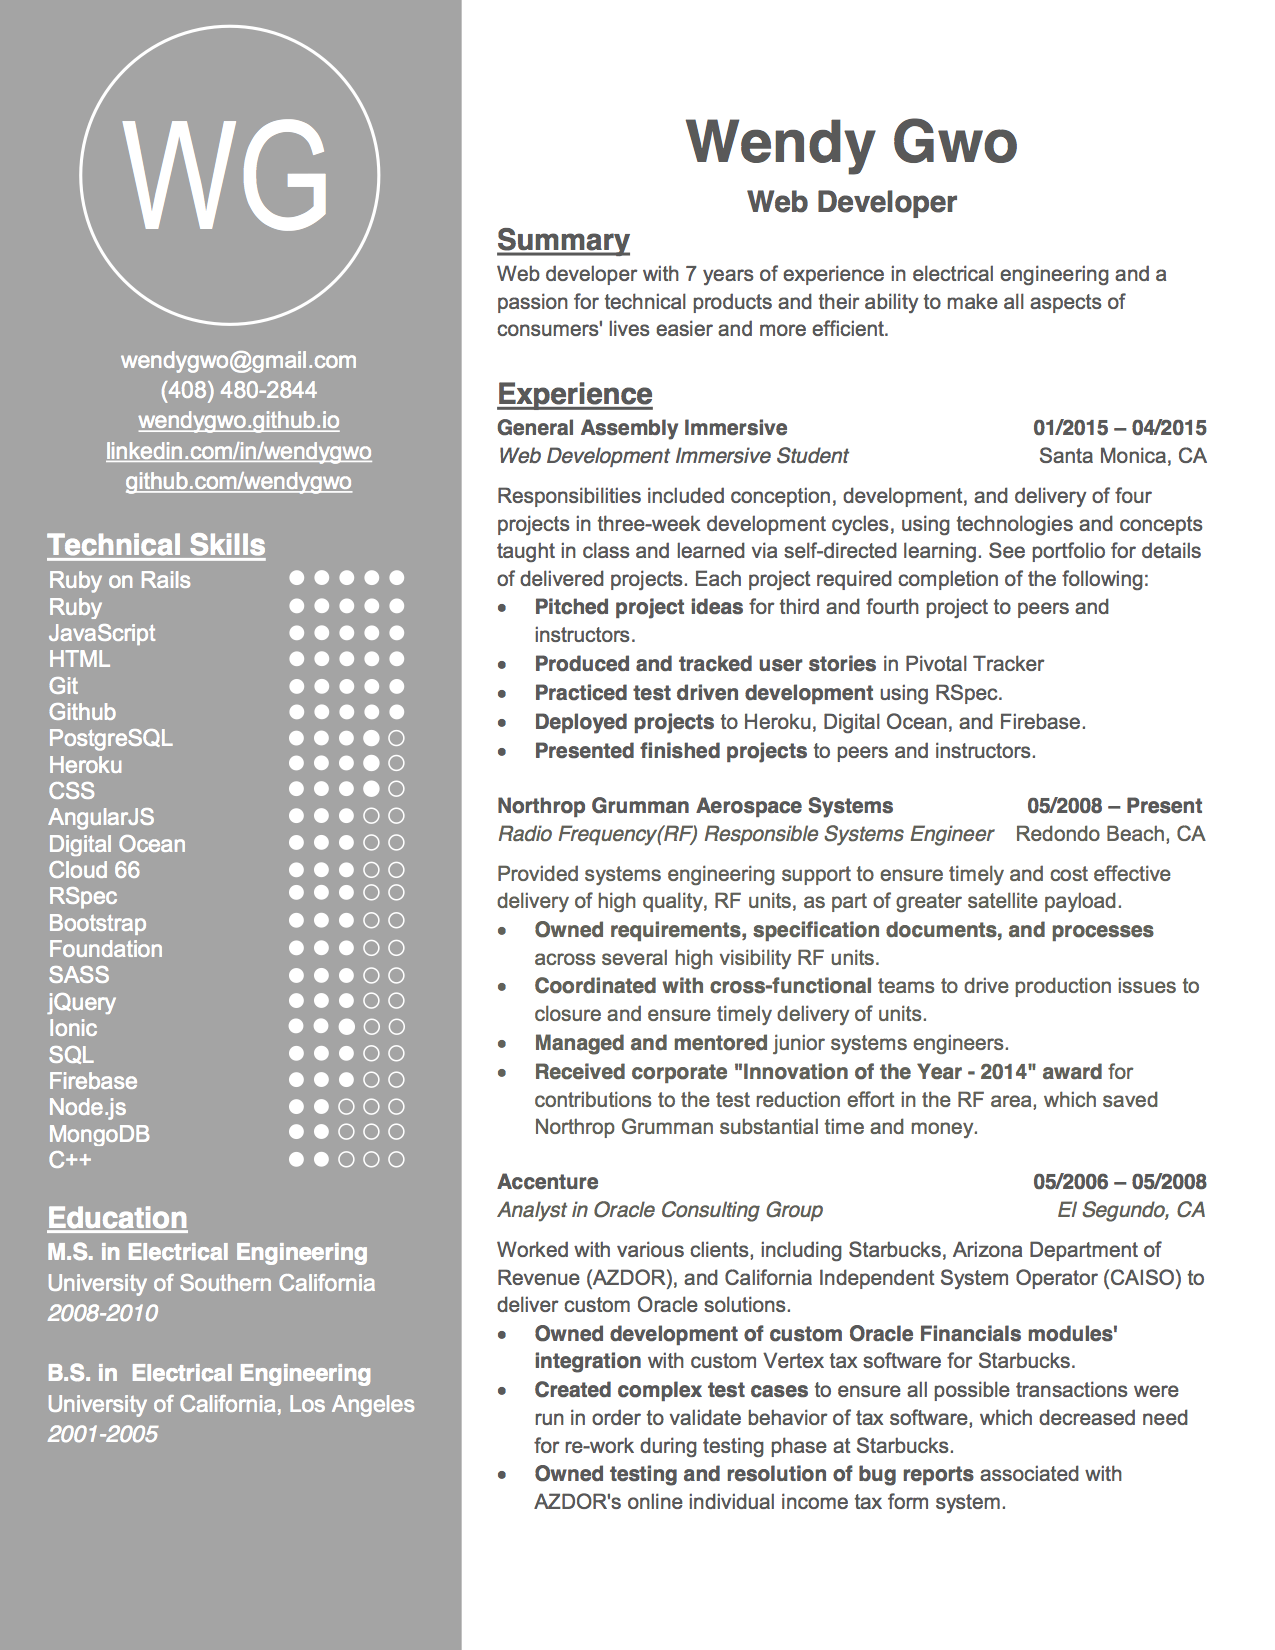 WG
wendygwo@gmail.com
(408) 480-2844
wendygwo.github.io
linkedin.com/in/wendygwo
github.com/wendygwo
Technical Skills
Ruby on Rails
Ruby
JavaScript
HTML
Git
Github
PostgreSQL
Heroku
CSS
AngularJS
Digital Ocean
Cloud 66
RSpec
Bootstrap
Foundation
SASS
jQuery
Ionic
SQL
Firebase
Node.js
MongoDB
C++
Education
M.S. in Electrical Engineering
University of Southern California
2008-2010
B.S. in  Electrical Engineering
University of California, Los Angeles
2001-2005
Wendy Gwo
Web Developer
Summary
Web developer with 7 years of experience in electrical engineering and a
passion for technical products and their ability to make all aspects of
consumers' lives easier and more efficient.
Experience
General Assembly Immersive 01/2015 – 04/2015
Web Development Immersive Student Santa Monica, CA
Responsibilities included conception, development, and delivery of four
projects in three-week development cycles, using technologies and concepts
taught in class and learned via self-directed learning. See portfolio for details
of delivered projects. Each project required completion of the following:
• Pitched project ideas for third and fourth project to peers and
instructors.
• Produced and tracked user stories in Pivotal Tracker
• Practiced test driven development using RSpec.
• Deployed projects to Heroku, Digital Ocean, and Firebase.
• Presented finished projects to peers and instructors.
Northrop Grumman Aerospace Systems 05/2008 – Present
Radio Frequency(RF) Responsible Systems Engineer Redondo Beach, CA
Provided systems engineering support to ensure timely and cost effective
delivery of high quality, RF units, as part of greater satellite payload.
• Owned requirements, specification documents, and processes
across several high visibility RF units.
• Coordinated with cross-functional teams to drive production issues to
closure and ensure timely delivery of units.
• Managed and mentored junior systems engineers.
• Received corporate "Innovation of the Year - 2014" award for
contributions to the test reduction effort in the RF area, which saved
Northrop Grumman substantial time and money.
Accenture 05/2006 – 05/2008
Analyst in Oracle Consulting Group El Segundo, CA
Worked with various clients, including Starbucks, Arizona Department of
Revenue (AZDOR), and California Independent System Operator (CAISO) to
deliver custom Oracle solutions.
• Owned development of custom Oracle Financials modules'
integration with custom Vertex tax software for Starbucks.
• Created complex test cases to ensure all possible transactions were
run in order to validate behavior of tax software, which decreased need
for re-work during testing phase at Starbucks.
• Owned testing and resolution of bug reports associated with
AZDOR's online individual income tax form system.